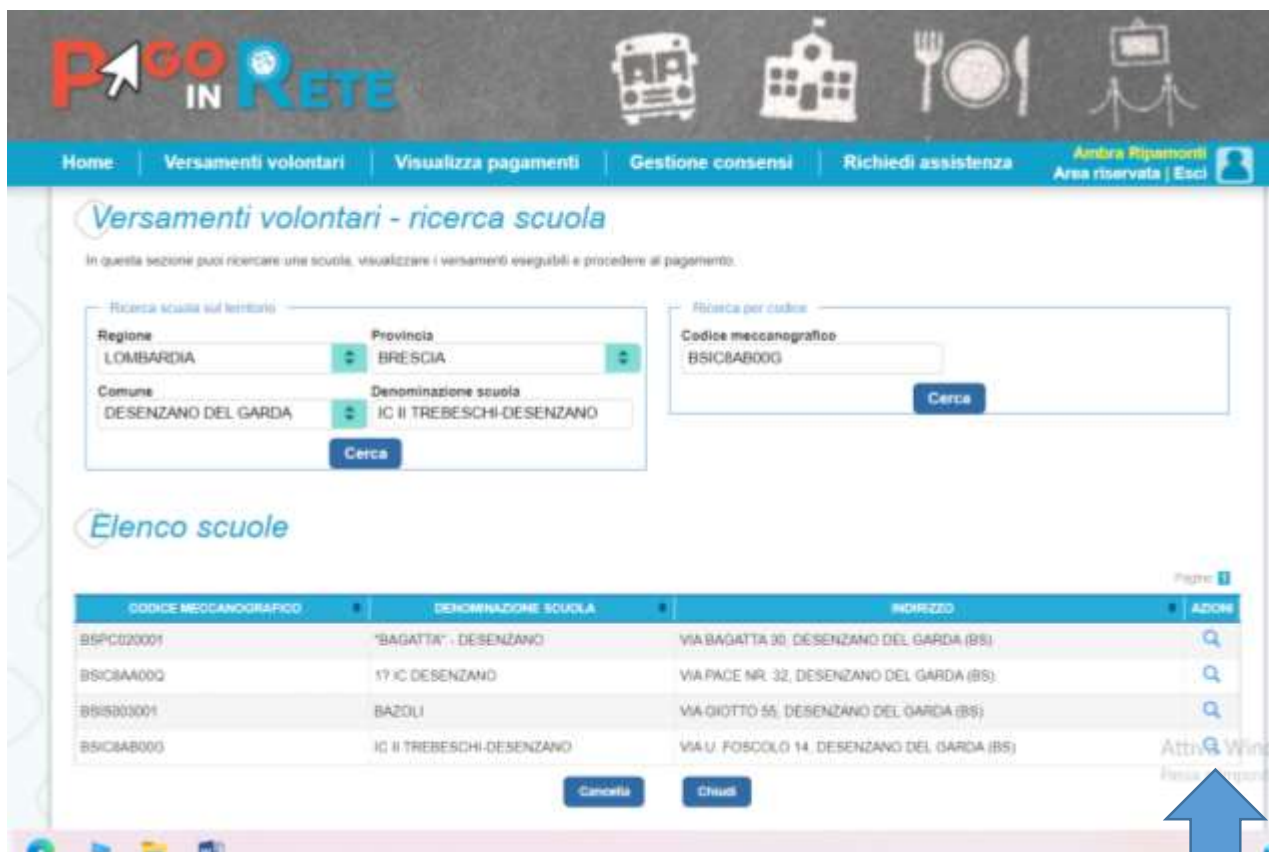 PAGO IN RETE
Home | Versamenti volontari | Visualizza pagamenti | Gestione consensi | Richiedi assistenza
Ambra Ripamonti
Area riservata | Esci
Versamenti volontari - ricerca scuola
In questa sezione puoi ricercare una scuola, visualizzare i versamenti eseguibili e procedere al pagamento.
Ricerca scuola sul territorio
Regione Provincia
LOMBARDIA BRESCIA
Comune Denominazione scuola
DESENZANO DEL GARDA IC II TREBESCHI-DESENZANO
Cerca
Ricerca per codice
Codice meccanografico
BSIC8AB00G
Cerca
Elenco scuole
Pagine: 1
CODICE MECCANOGRAFICO DENOMINAZIONE SCUOLA INDIRIZZO AZIONI
BSPC020001 "BAGATTA" - DESENZANO VIA BAGATTA 30, DESENZANO DEL GARDA (BS)
BSIC8AA00Q 1? IC DESENZANO VIA PACE NR. 32, DESENZANO DEL GARDA (BS)
BSIS003001 BAZOLI VIA GIOTTO 55, DESENZANO DEL GARDA (BS)
BSIC8AB00G IC II TREBESCHI-DESENZANO VIA U. FOSCOLO 14, DESENZANO DEL GARDA (BS)
Cancella Chiudi